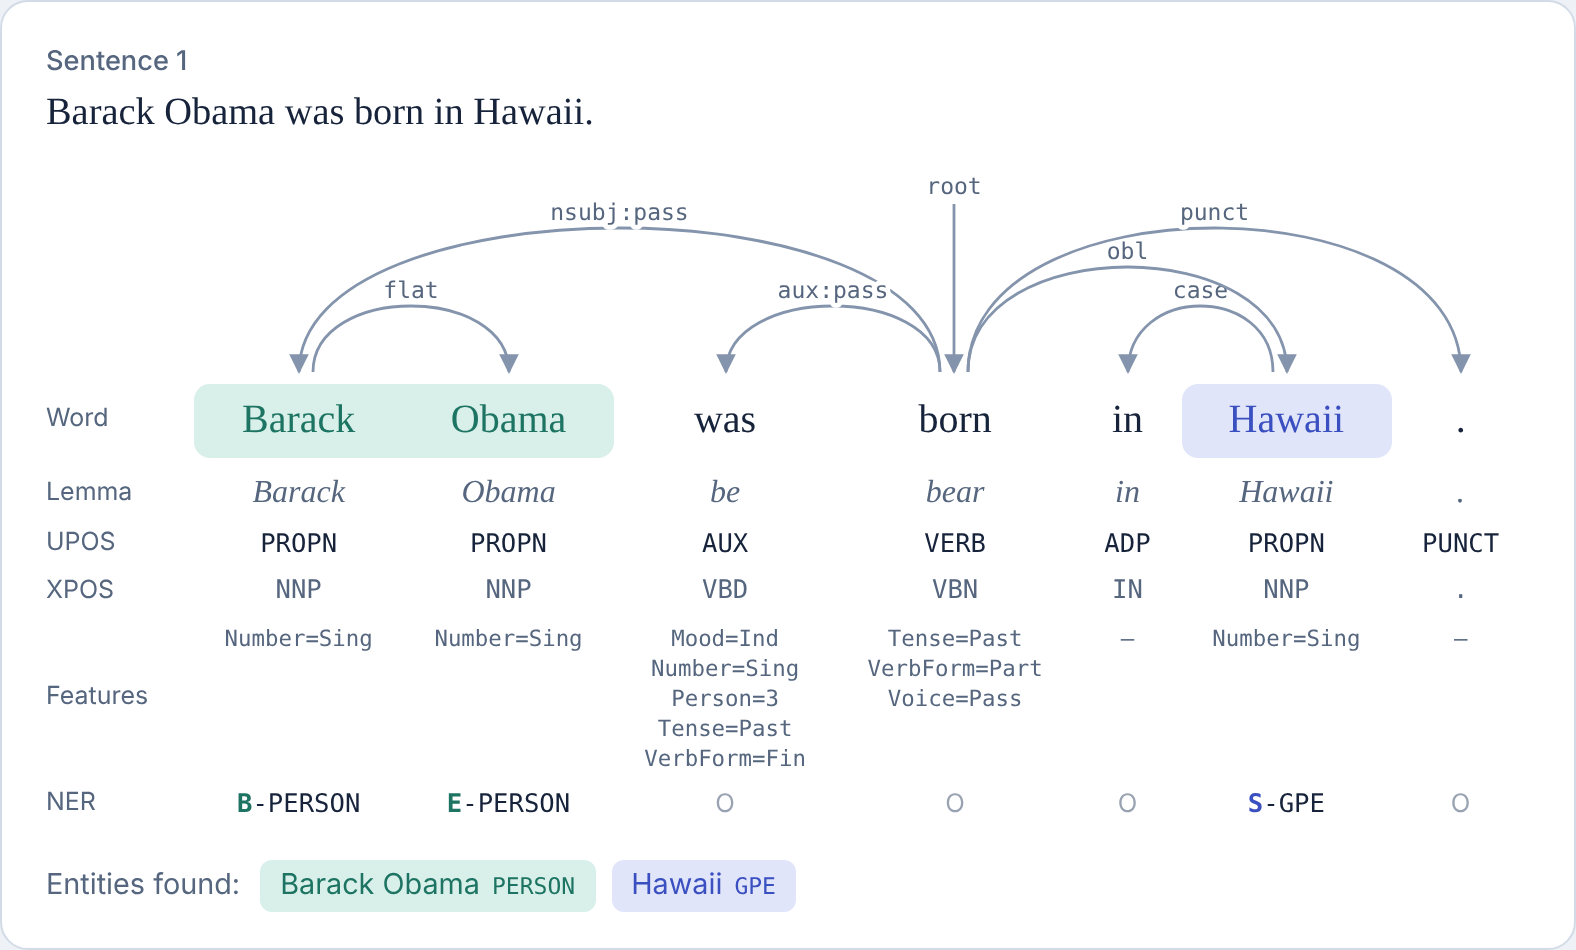 Sentence 1
Barack Obama was born in Hawaii.
root
nsubj:pass punct
obl
flat aux:pass case
Word Barack Obama was born in Hawaii .
Lemma Barack Obama be bear in Hawaii .
UPOS PROPN PROPN AUX VERB ADP PROPN PUNCT
XPOS NNP NNP VBD VBN IN NNP .
Number=Sing Number=Sing Mood=Ind Tense=Past – Number=Sing –
Number=Sing VerbForm=Part
Features Person=3 Voice=Pass
Tense=Past
VerbForm=Fin
NER B-PERSON E-PERSON O O O S-GPE O
Entities found: Barack Obama PERSON Hawaii GPE